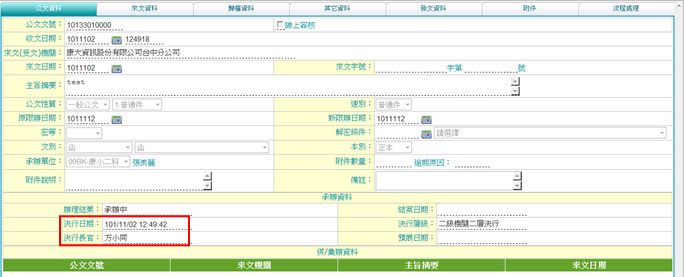 公文資料 來文資料 歸檔資料 其它資料 發文資料 附件 流程處理
公文文號： 10133010000 線上簽核
收文日期： 1011102 124918
來文(受文)機關： 康大資訊股份有限公司台中分公司
來文日期： 1011102 來文字號： 字第 號
主旨摘要： test
公文性質： 一般公文 1.普通件 速別： 普通件
原限辦日期： 1011112 新限辦日期： 1011112
密等： 解密條件： 請選擇
文別： 函 函 本別： 正本
承辦單位： 00BK-康小二科 張美麗 附件數量： 逾期原因：
附件說明： 備註：
承辦資料
辦理結果： 承辦中 結案日期：
決行日期： 101/11/02 12:49:42 決行層級： 二級機關二層決行
決行長官： 方小同 預展日期：
併/彙辦資料
公文文號 來文機關 主旨摘要 來文日期